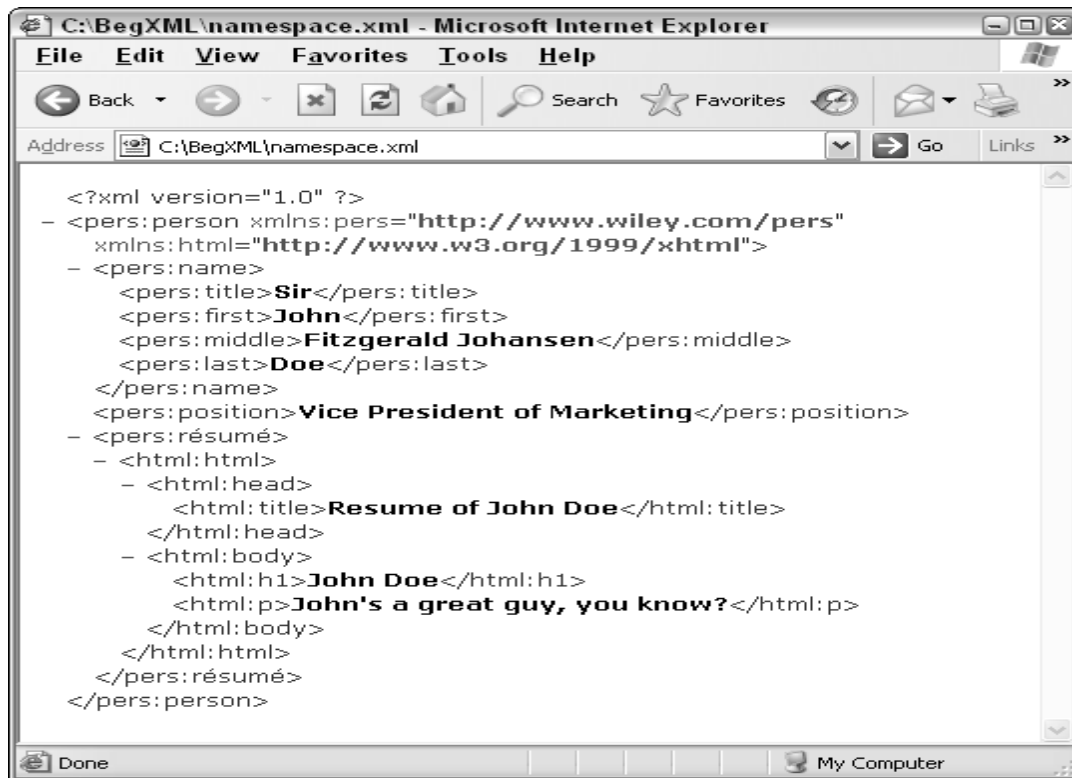 C:\BegXML\namespace.xml - Microsoft Internet Explorer
File Edit View Favorites Tools Help
Back Search Favorites »
Address C:\BegXML\namespace.xml Go Links »
<?xml version="1.0" ?>
– <pers:person xmlns:pers="http://www.wiley.com/pers"
xmlns:html="http://www.w3.org/1999/xhtml">
– <pers:name>
<pers:title>Sir</pers:title>
<pers:first>John</pers:first>
<pers:middle>Fitzgerald Johansen</pers:middle>
<pers:last>Doe</pers:last>
</pers:name>
<pers:position>Vice President of Marketing</pers:position>
– <pers:résumé>
– <html:html>
– <html:head>
<html:title>Resume of John Doe</html:title>
</html:head>
– <html:body>
<html:h1>John Doe</html:h1>
<html:p>John's a great guy, you know?</html:p>
</html:body>
</html:html>
</pers:résumé>
</pers:person>
Done My Computer